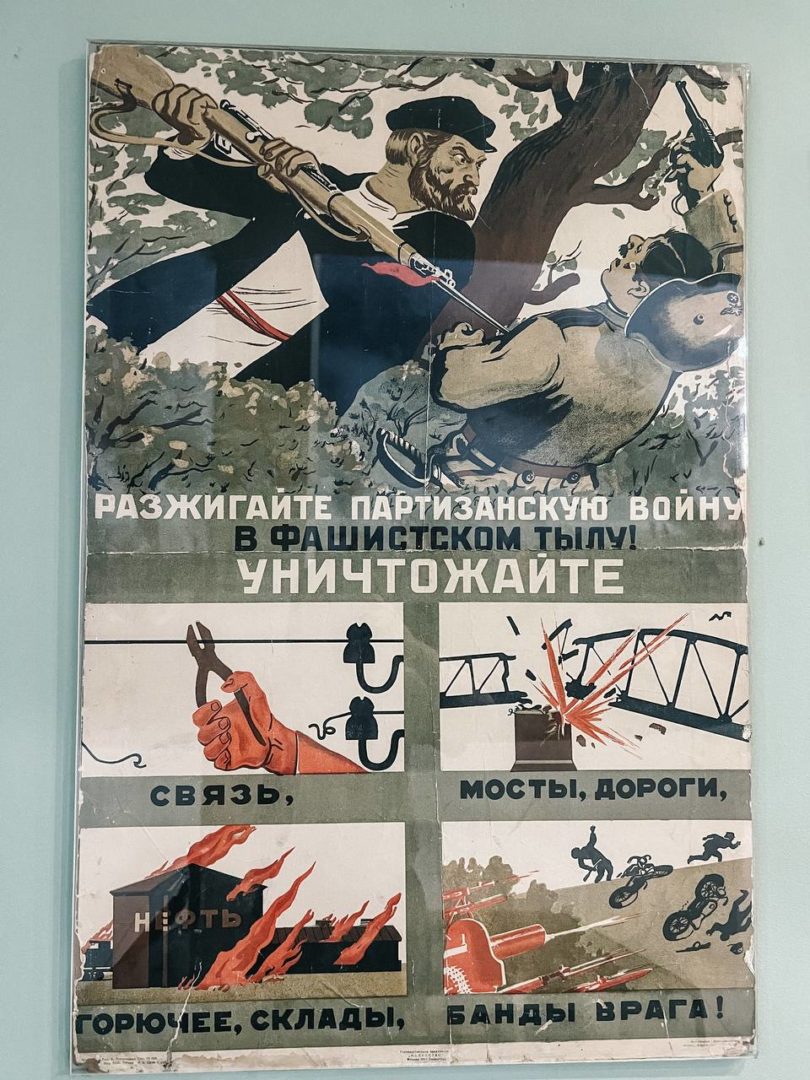 РАЗЖИГАЙТЕ ПАРТИЗАНСКУЮ ВОЙНУ
В ФАШИСТСКОМ ТЫЛУ!
УНИЧТОЖАЙТЕ
СВЯЗЬ,
МОСТЫ, ДОРОГИ,
НЕФТЬ
ГОРЮЧЕЕ, СКЛАДЫ,
БАНДЫ ВРАГА!